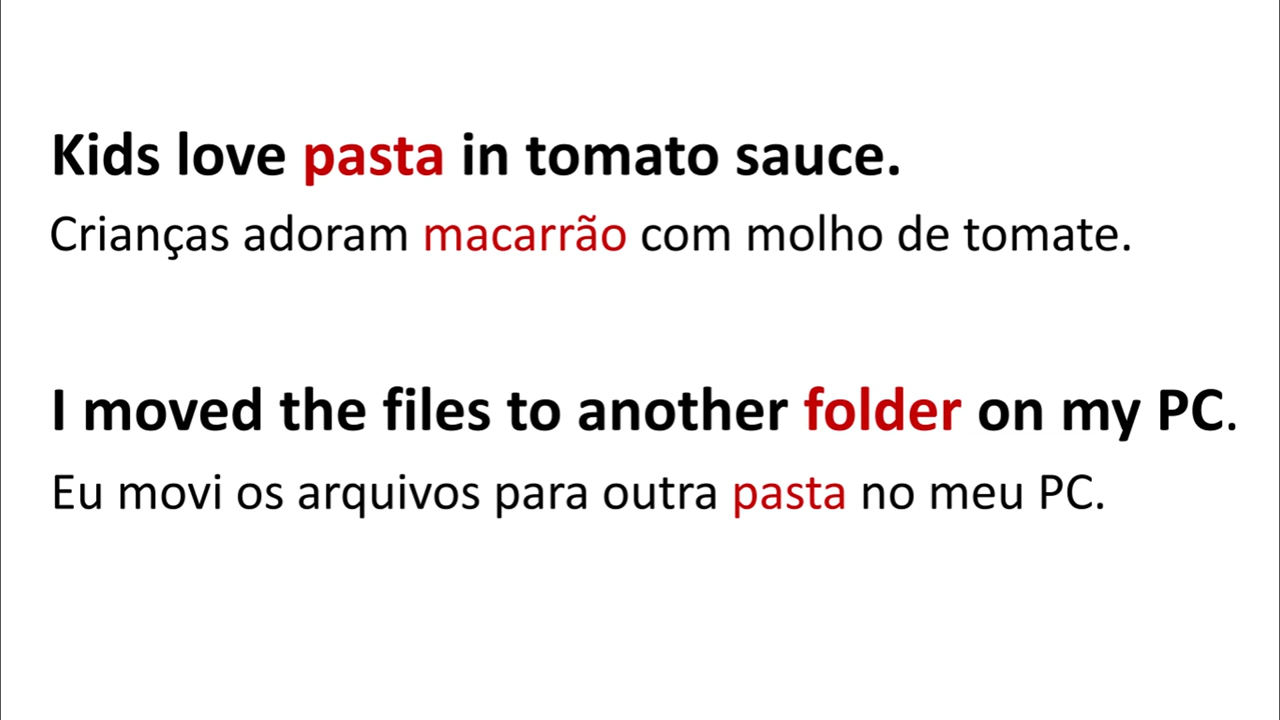 Kids love pasta in tomato sauce.
Crianças adoram macarrão com molho de tomate.
I moved the files to another folder on my PC.
Eu movi os arquivos para outra pasta no meu PC.